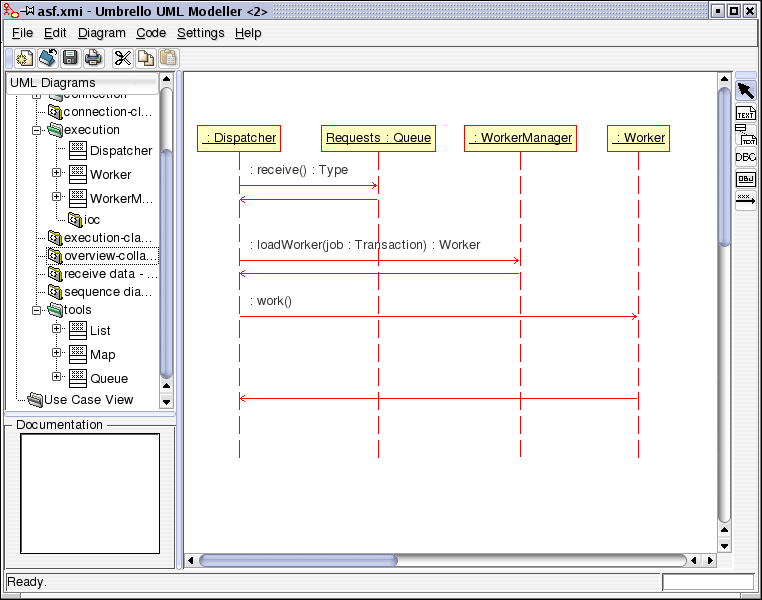 asf.xmi - Umbrello UML Modeller <2>
File Edit Diagram Code Settings Help
UML Diagrams
connection
connection-cl...
execution
Dispatcher
Worker
WorkerM...
ioc
execution-cla...
overview-colla...
receive data - ...
sequence dia...
tools
List
Map
Queue
Use Case View
Documentation
: Dispatcher
Requests : Queue
: WorkerManager
: Worker
: receive() : Type
: loadWorker(job : Transaction) : Worker
: work()
TEXT
TEXT
DBC
OBJ
Ready.